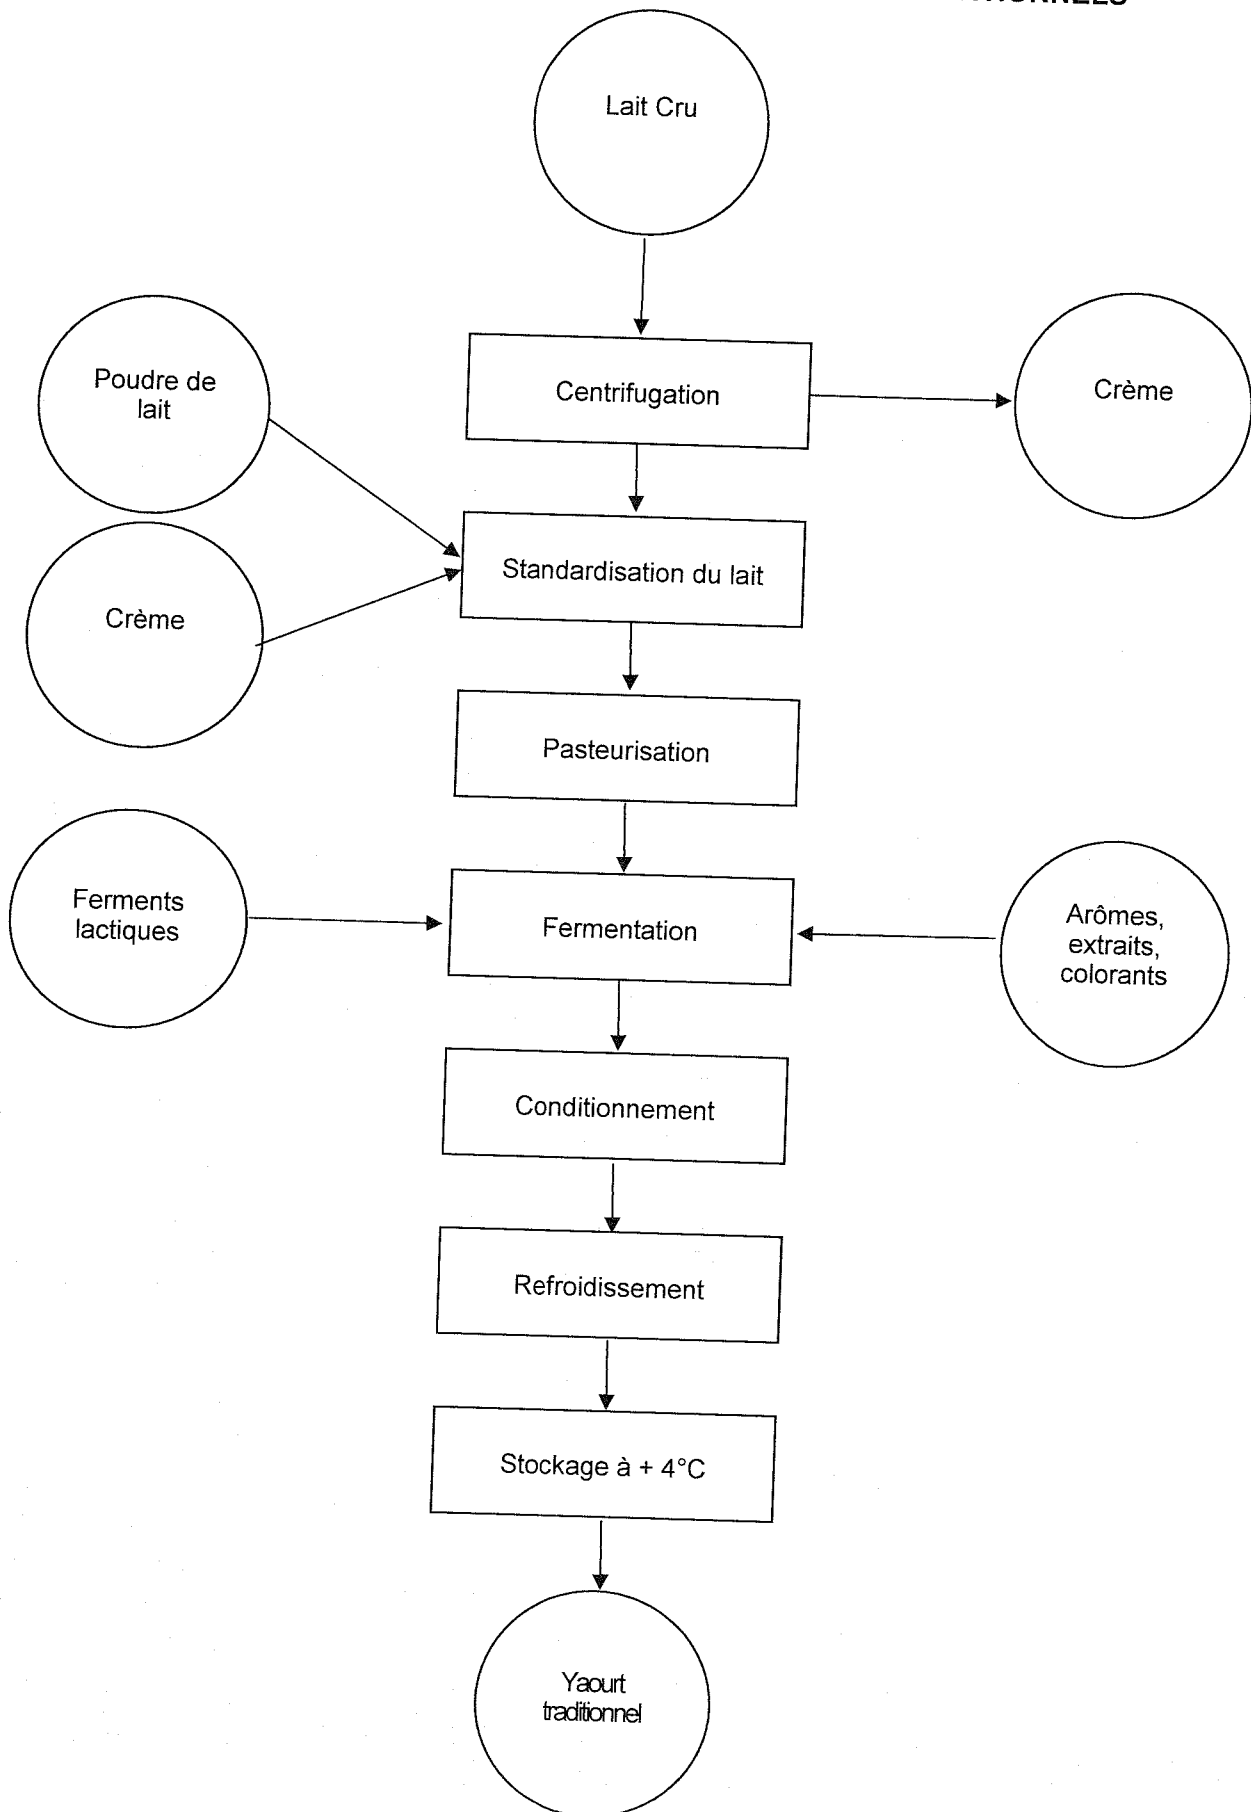 Lait Cru
Poudre de
lait
Centrifugation
Crème
Crème
Standardisation du lait
Pasteurisation
Ferments
lactiques
Fermentation
Arômes,
extraits,
colorants
Conditionnement
Refroidissement
Stockage à + 4°C
Yaourt
traditionnel